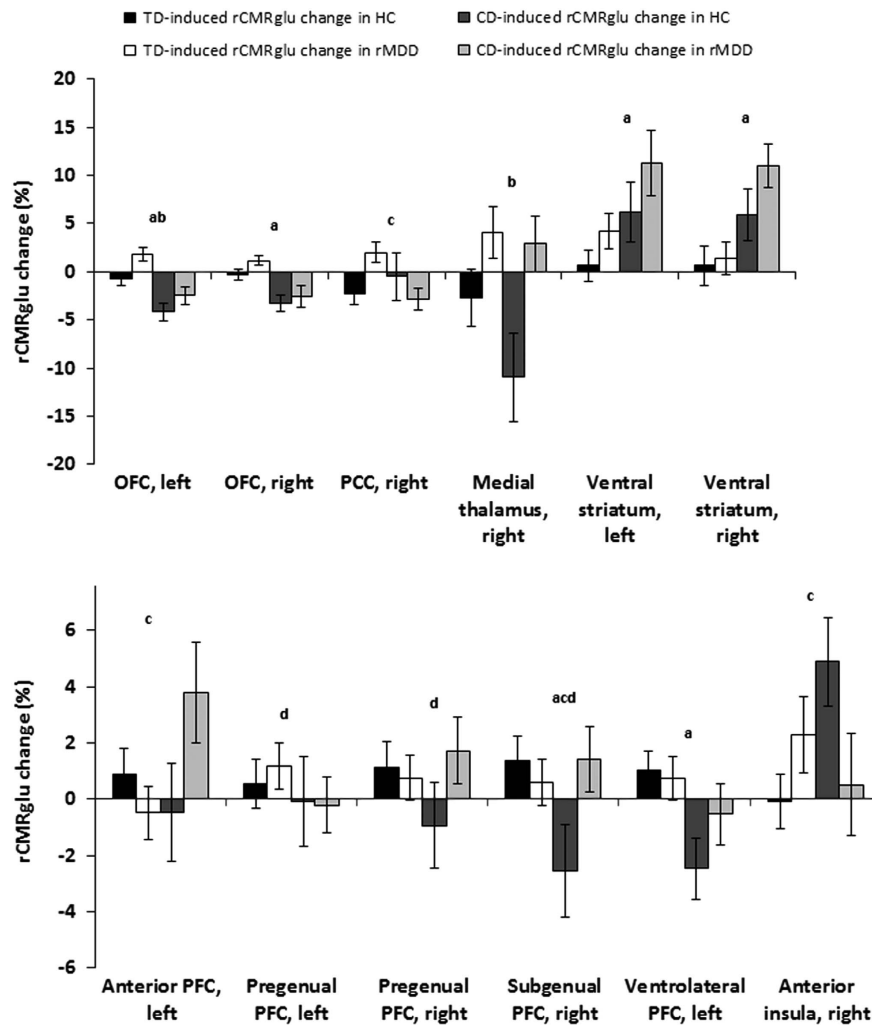 TD-induced rCMRglu change in HC
CD-induced rCMRglu change in HC
TD-induced rCMRglu change in rMDD
CD-induced rCMRglu change in rMDD
rCMRglu change (%)
20
15
10
5
0
-5
-10
-15
-20
ab
a
c
b
a
a
OFC, left
OFC, right
PCC, right
Medial
thalamus,
right
Ventral
striatum,
left
Ventral
striatum,
right
rCMRglu change (%)
6
4
2
0
-2
-4
-6
c
d
d
acd
a
c
Anterior PFC,
left
Pregenual
PFC, left
Pregenual
PFC, right
Subgenual
PFC, right
Ventrolateral
PFC, left
Anterior
insula, right